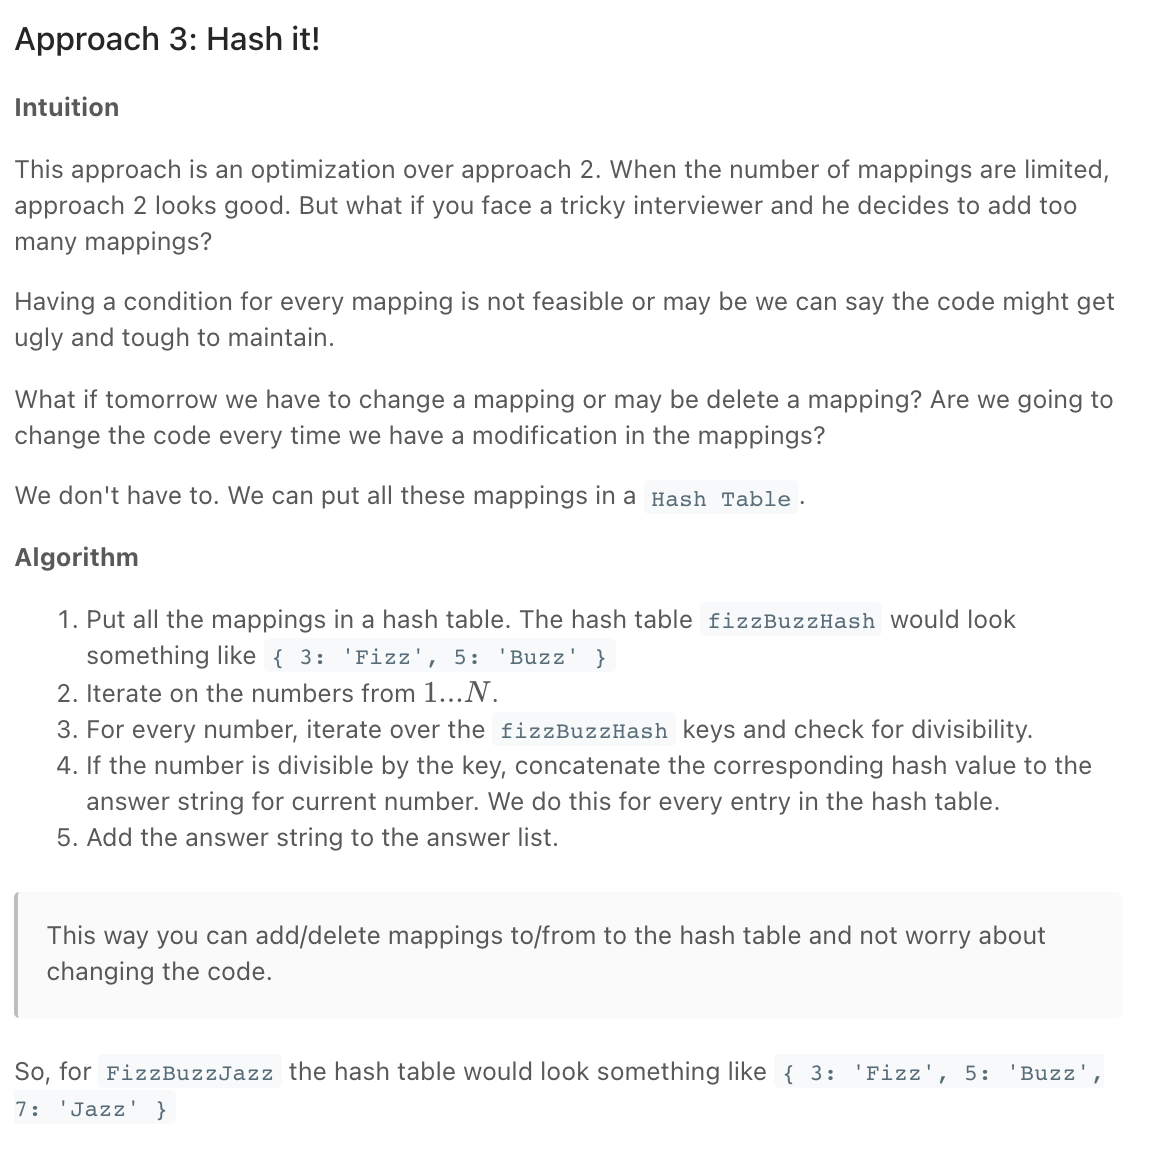 Approach 3: Hash it!
Intuition
This approach is an optimization over approach 2. When the number of mappings are limited,
approach 2 looks good. But what if you face a tricky interviewer and he decides to add too
many mappings?
Having a condition for every mapping is not feasible or may be we can say the code might get
ugly and tough to maintain.
What if tomorrow we have to change a mapping or may be delete a mapping? Are we going to
change the code every time we have a modification in the mappings?
We don't have to. We can put all these mappings in a Hash Table.
Algorithm
1. Put all the mappings in a hash table. The hash table fizzBuzzHash would look
something like { 3: 'Fizz', 5: 'Buzz' }
2. Iterate on the numbers from 1...N.
3. For every number, iterate over the fizzBuzzHash keys and check for divisibility.
4. If the number is divisible by the key, concatenate the corresponding hash value to the
answer string for current number. We do this for every entry in the hash table.
5. Add the answer string to the answer list.
This way you can add/delete mappings to/from to the hash table and not worry about
changing the code.
So, for FizzBuzzJazz the hash table would look something like { 3: 'Fizz', 5: 'Buzz',
7: 'Jazz' }